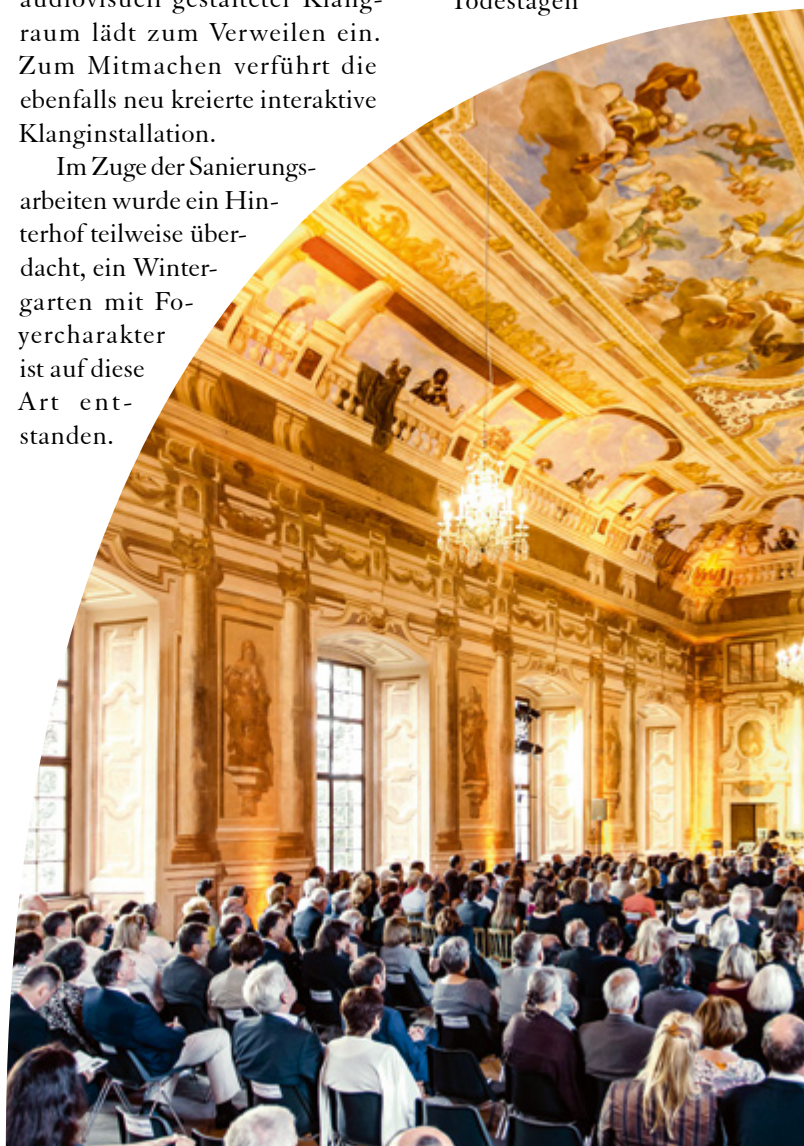 audiovisuell gestalteter Klang-
raum lädt zum Verweilen ein.
Zum Mitmachen verführt die
ebenfalls neu kreierte interaktive
Klanginstallation.
Im Zuge der Sanierungs-
arbeiten wurde ein Hin-
terhof teilweise über-
dacht, ein Winter-
garten mit Fo-
yercharakter
ist auf diese
Art ent-
standen.
Todestagen